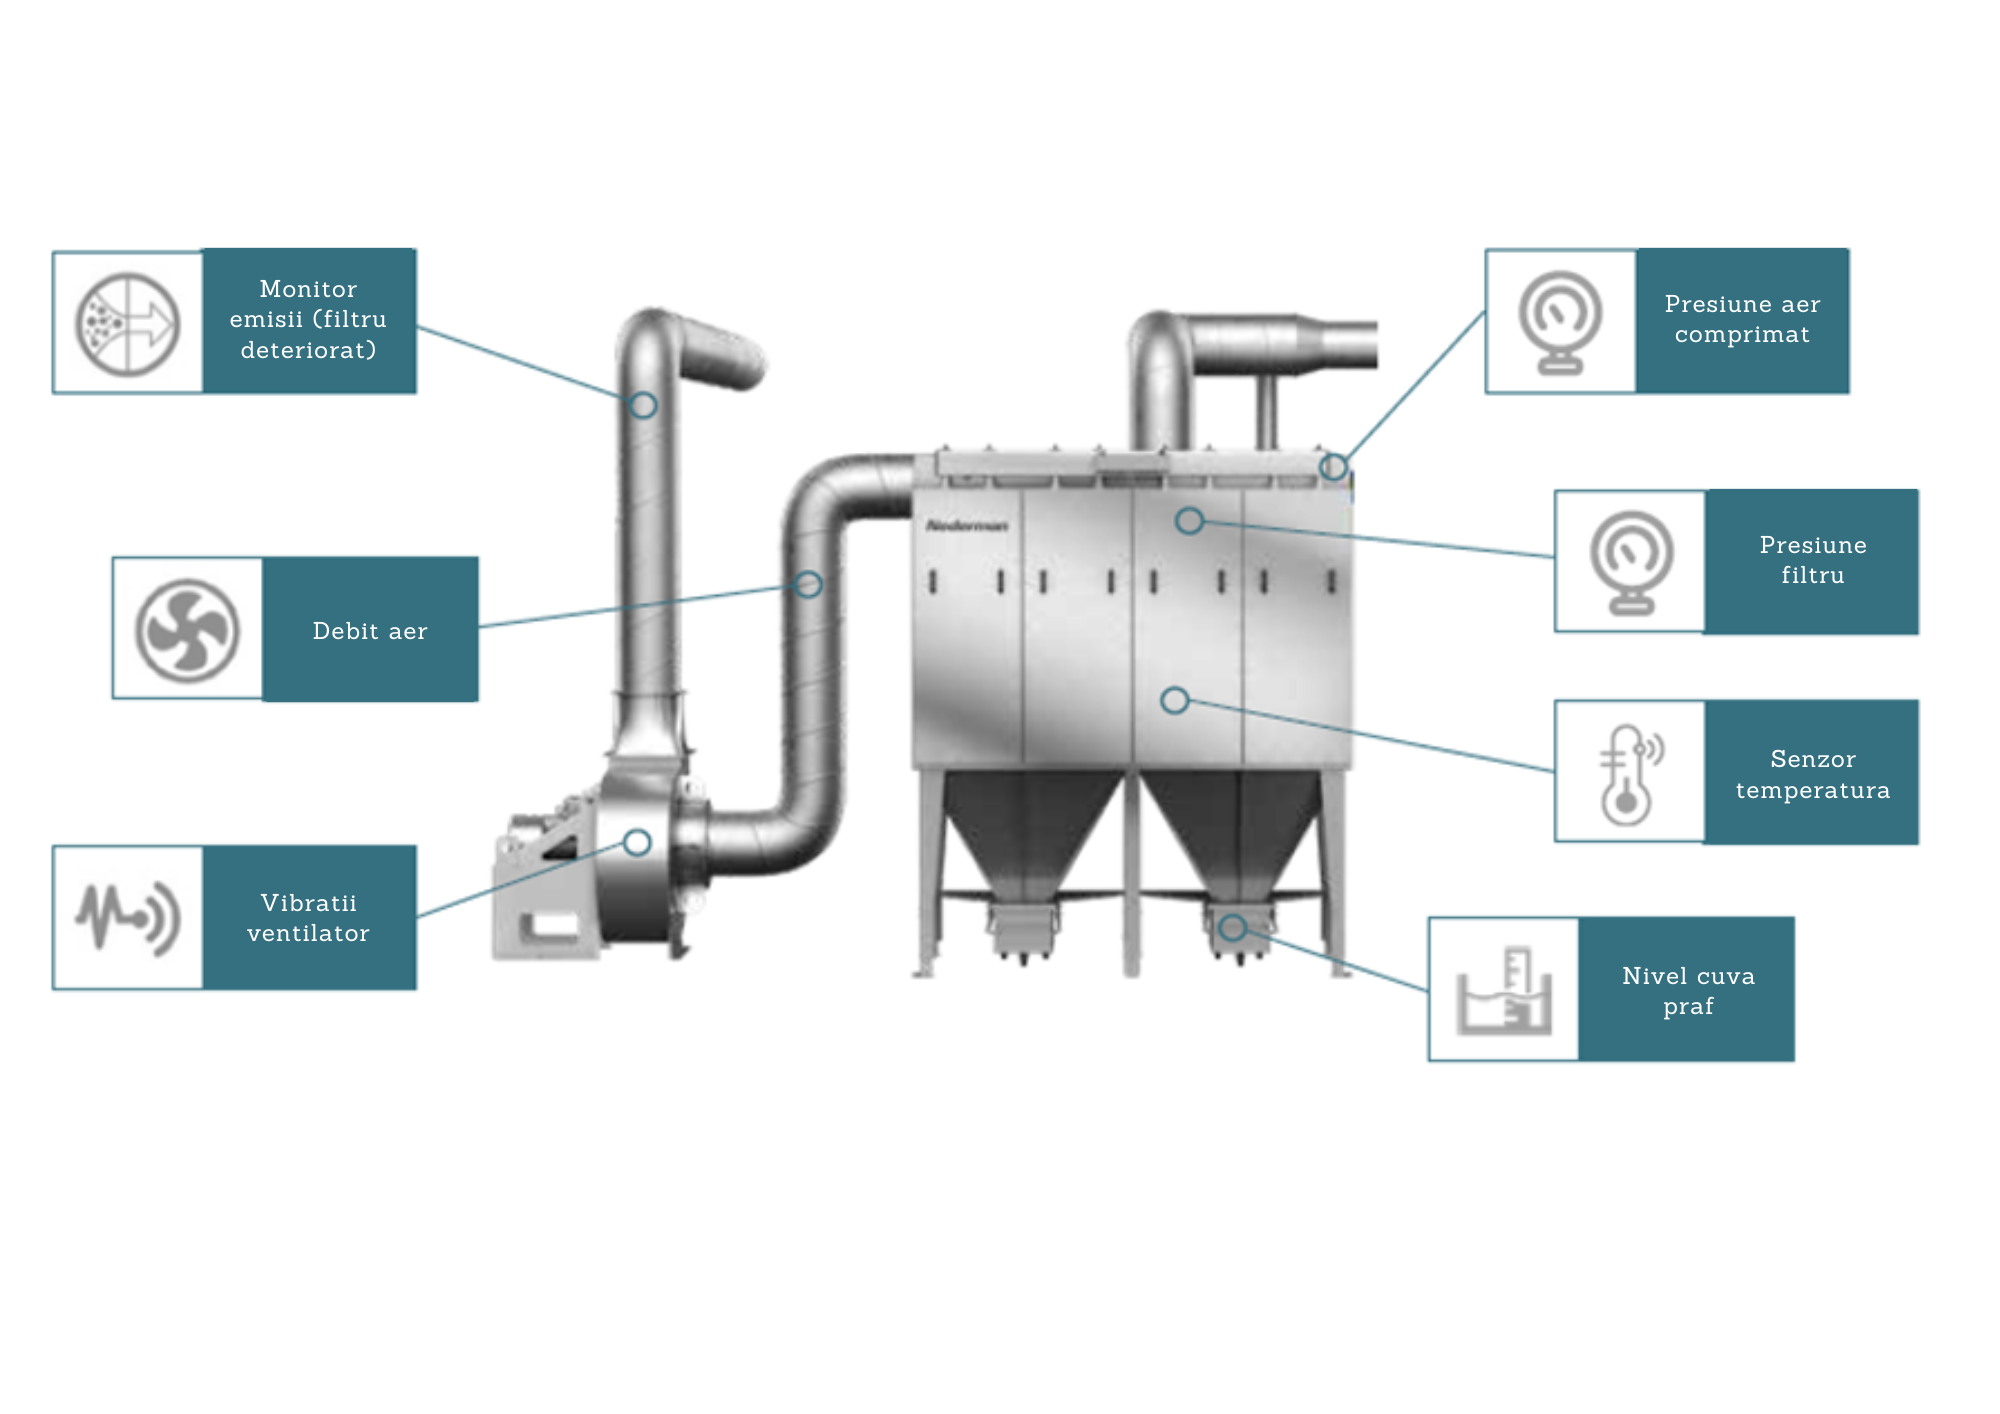 Monitor
emisii (filtru
deteriorat)
Presiune aer
comprimat
Nederman
Presiune
filtru
Debit aer
Senzor
temperatura
Vibratii
ventilator
Nivel cuva
praf